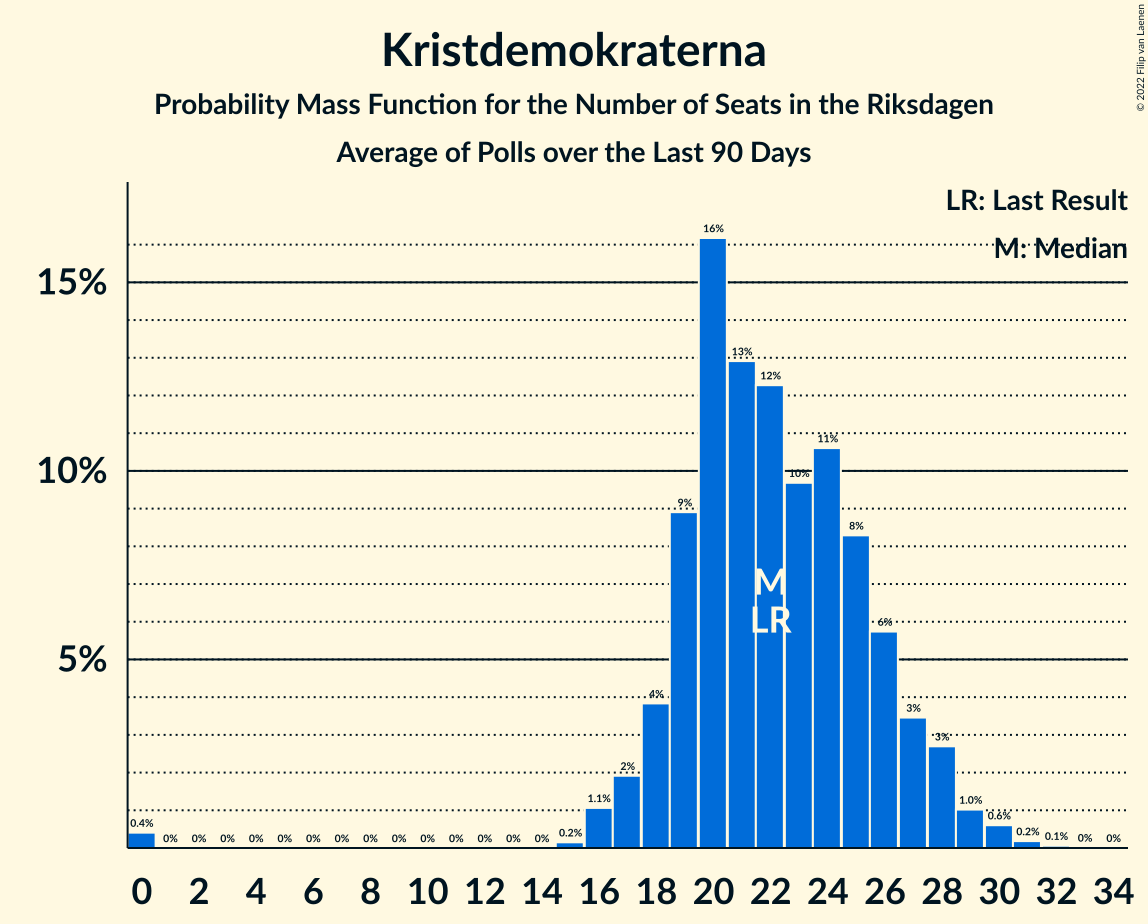 Kristdemokraterna
Probability Mass Function for the Number of Seats in the Riksdagen
Average of Polls over the Last 90 Days
© 2022 Filip van Laenen
LR: Last Result
M: Median
15%
10%
5%
0.4% 0% 0% 0% 0% 0% 0% 0% 0% 0% 0% 0% 0% 0% 0% 0.2% 1.1% 2% 4% 9% 16% 13% 12% 10% 11% 8% 6% 3% 3% 1.0% 0.6% 0.2% 0.1% 0% 0%
M
LR
0 2 4 6 8 10 12 14 16 18 20 22 24 26 28 30 32 34